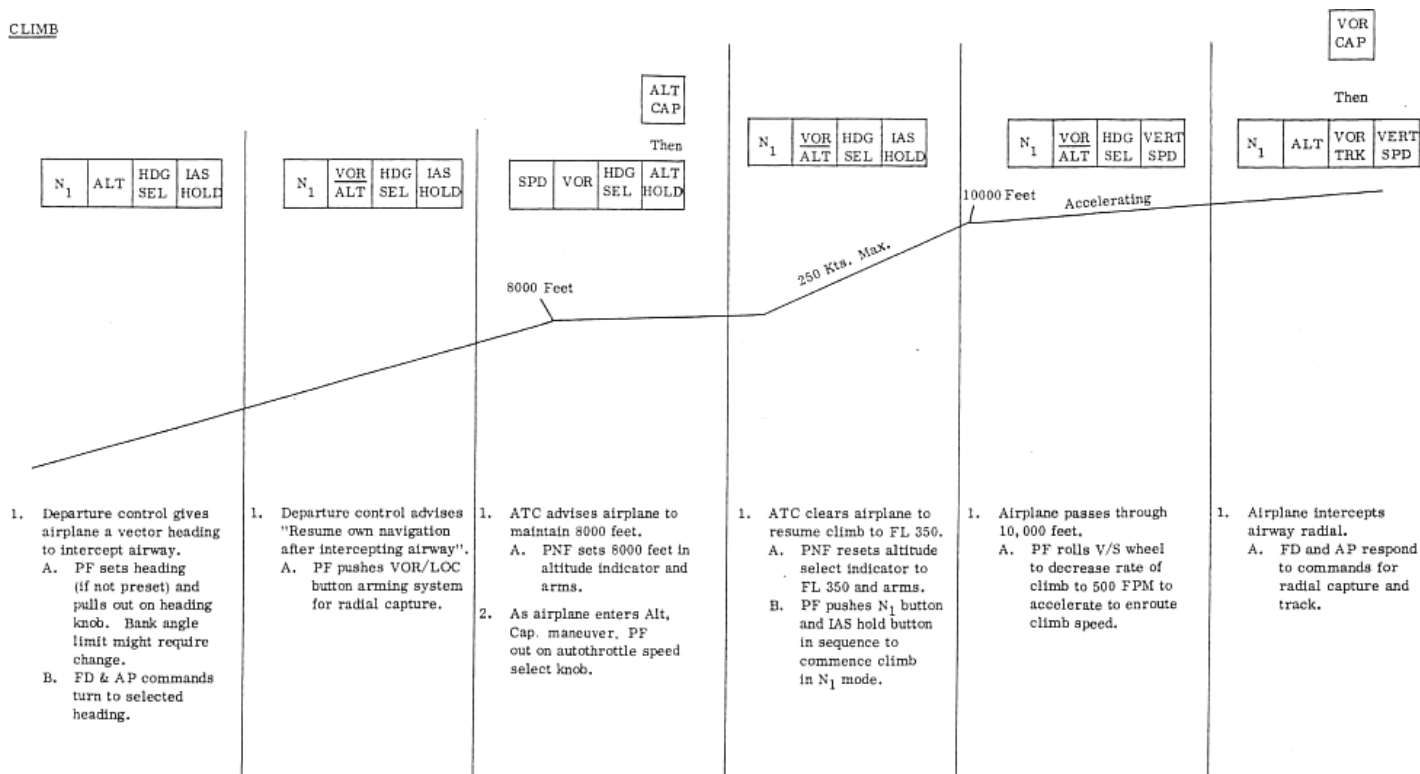 CLIMB
N1 ALT HDG SEL IAS HOLD
N1 VOR ALT HDG SEL IAS HOLD
ALT
CAP
Then
SPD VOR HDG SEL ALT HOLD
N1 VOR ALT HDG SEL IAS HOLD
N1 VOR ALT HDG SEL VERT SPD
VOR
CAP
Then
N1 ALT VOR TRK VERT SPD
8000 Feet
250 Kts. Max.
10000 Feet
Accelerating
1. Departure control gives
airplane a vector heading
to intercept airway.
A. PF sets heading
(if not preset) and
pulls out on heading
knob. Bank angle
limit might require
change.
B. FD & AP commands
turn to selected
heading.
1. Departure control advises
"Resume own navigation
after intercepting airway".
A. PF pushes VOR/LOC
button arming system
for radial capture.
1. ATC advises airplane to
maintain 8000 feet.
A. PNF sets 8000 feet in
altitude indicator and
arms.
2. As airplane enters Alt,
Cap. maneuver, PF
out on autothrottle speed
select knob.
1. ATC clears airplane to
resume climb to FL 350.
A. PNF resets altitude
select indicator to
FL 350 and arms.
B. PF pushes N1 button
and IAS hold button
in sequence to
commence climb
in N1 mode.
1. Airplane passes through
10,000 feet.
A. PF rolls V/S wheel
to decrease rate of
climb to 500 FPM to
accelerate to enroute
climb speed.
1. Airplane intercepts
airway radial.
A. FD and AP respond
to commands for
radial capture and
track.